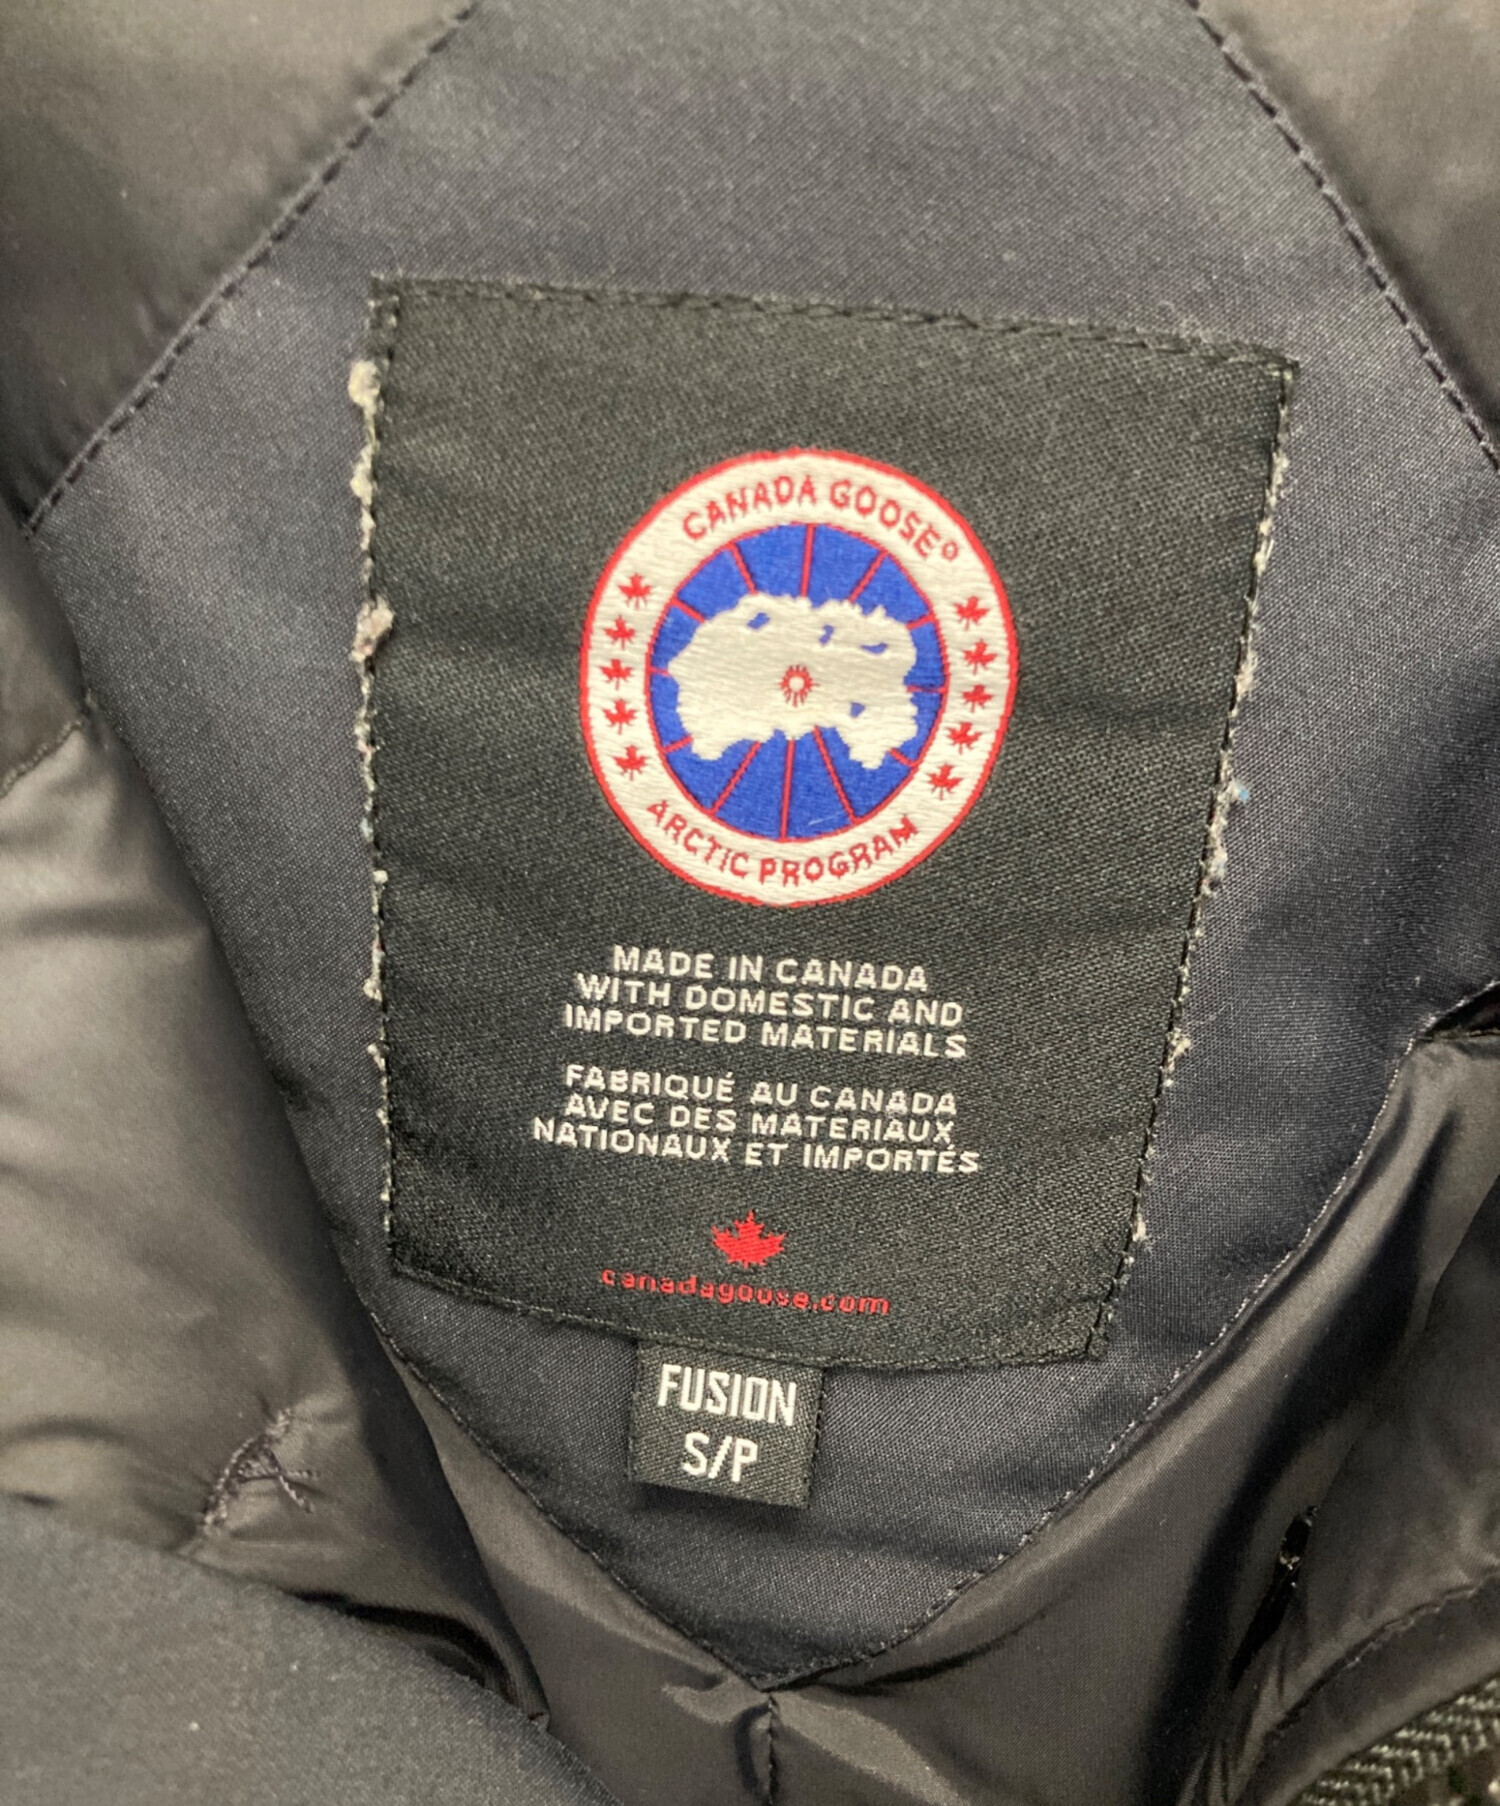 CANADA GOOSE®
ARCTIC PROGRAM
MADE IN CANADA
WITH DOMESTIC AND
IMPORTED MATERIALS
FABRIQUÉ AU CANADA
AVEC DES MATERIAUX
NATIONAUX ET IMPORTÉS
canadagoose.com
FUSION
S/P